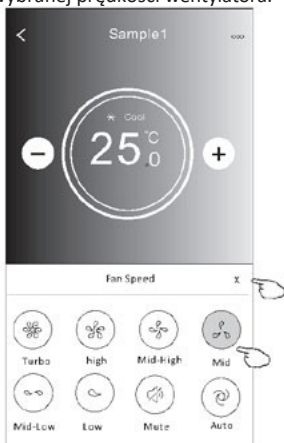 wybranej prędkości wentylatora.
Sample1
Cool
25.0 °C
Fan Speed x
Turbo high Mid-High Mid
Mid-Low Low Mute Auto